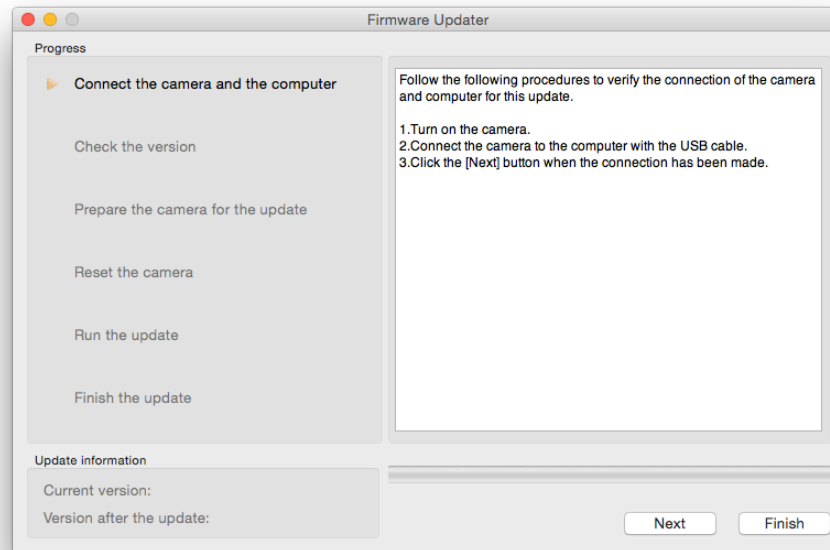 Firmware Updater
Progress
Connect the camera and the computer
Check the version
Prepare the camera for the update
Reset the camera
Run the update
Finish the update
Follow the following procedures to verify the connection of the camera
and computer for this update.
1.Turn on the camera.
2.Connect the camera to the computer with the USB cable.
3.Click the [Next] button when the connection has been made.
Update information
Current version:
Version after the update:
Next
Finish